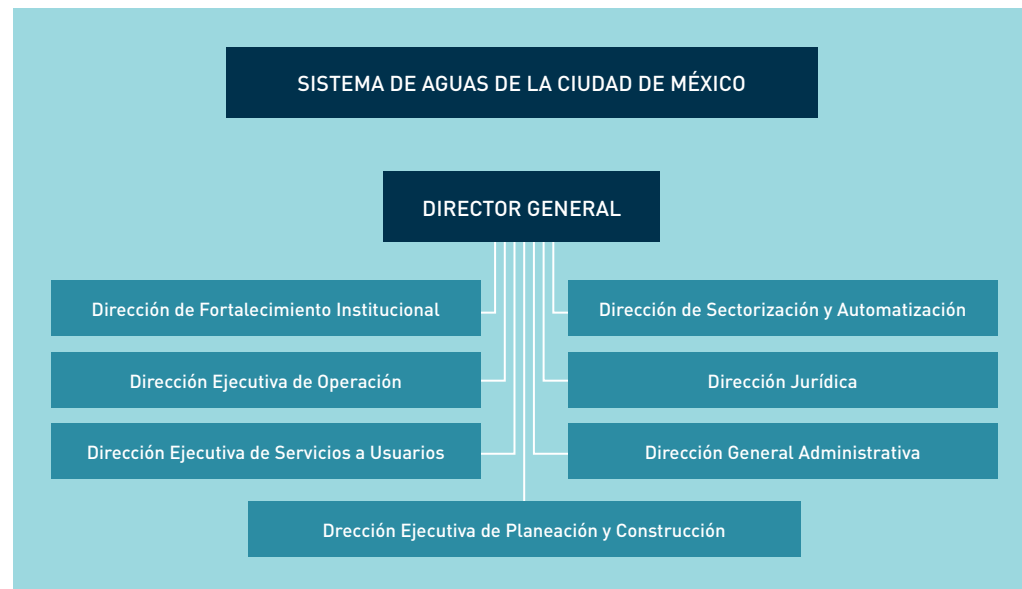 SISTEMA DE AGUAS DE LA CIUDAD DE MÉXICO
DIRECTOR GENERAL
Dirección de Fortalecimiento Institucional
Dirección de Sectorización y Automatización
Dirección Ejecutiva de Operación
Dirección Jurídica
Dirección Ejecutiva de Servicios a Usuarios
Dirección General Administrativa
Drección Ejecutiva de Planeación y Construcción